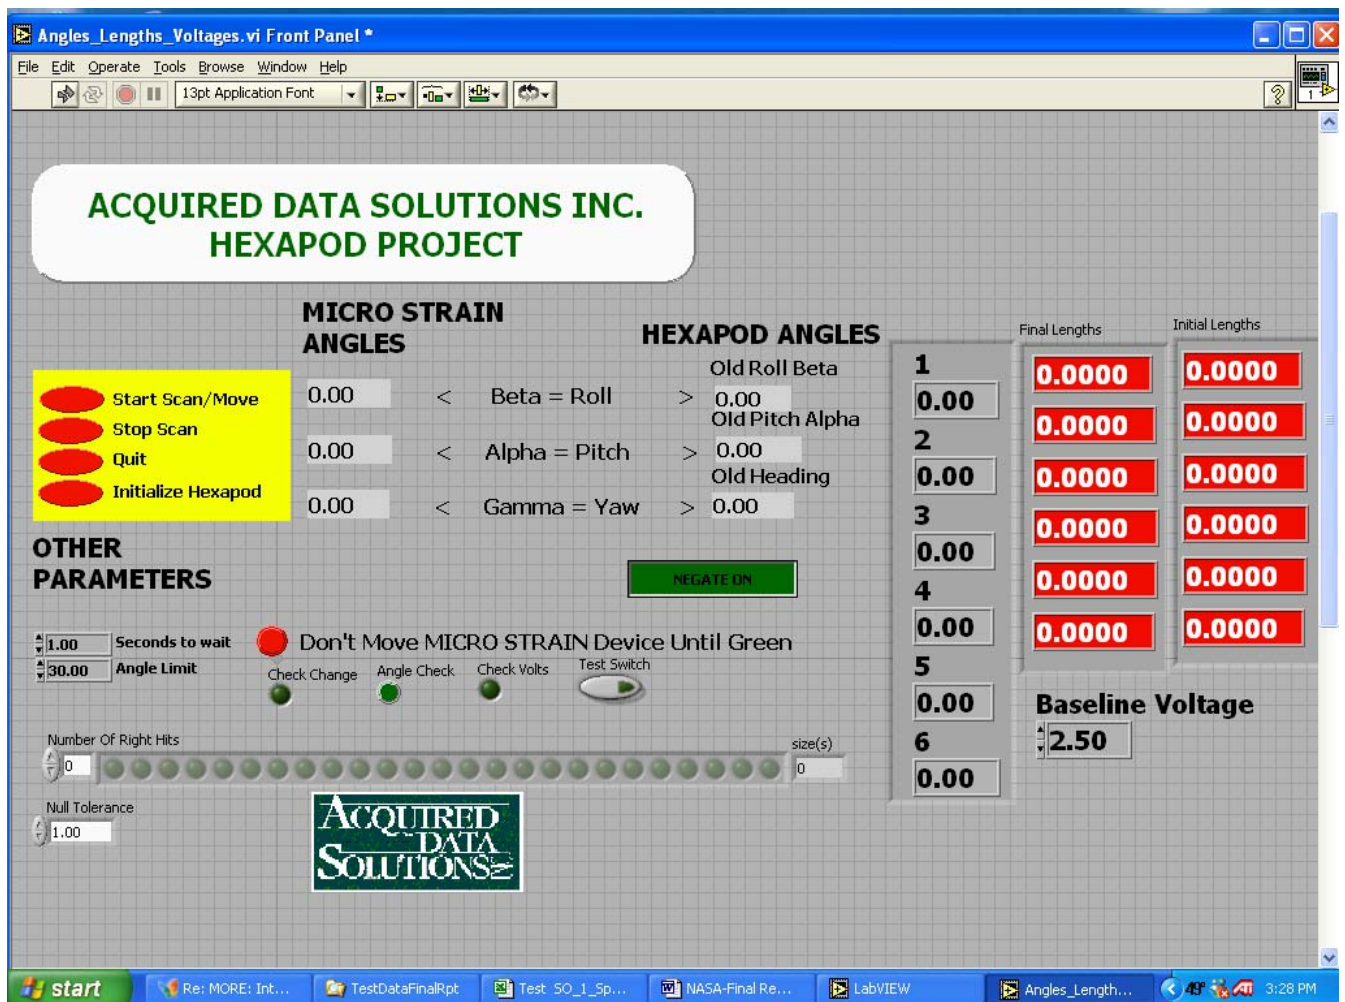 Angles_Lengths_Voltages.vi Front Panel *
File Edit Operate Tools Browse Window Help
13pt Application Font
?
1
ACQUIRED DATA SOLUTIONS INC.
HEXAPOD PROJECT
MICRO STRAIN
ANGLES
HEXAPOD ANGLES
Start Scan/Move
Stop Scan
Quit
Initialize Hexapod
Old Roll Beta
0.00 < Beta = Roll > 0.00
Old Pitch Alpha
0.00 < Alpha = Pitch > 0.00
Old Heading
0.00 < Gamma = Yaw > 0.00
NEGATE ON
OTHER
PARAMETERS
1.00 Seconds to wait
30.00 Angle Limit
Don't Move MICRO STRAIN Device Until Green
Check Change Angle Check Check Volts Test Switch
Number Of Right Hits
0
size(s)
0
Null Tolerance
1.00
ACQUIRED
DATA
SOLUTIONS INC
1
0.00
2
0.00
3
0.00
4
0.00
5
0.00
6
0.00
Final Lengths Initial Lengths
0.0000 0.0000
0.0000 0.0000
0.0000 0.0000
0.0000 0.0000
0.0000 0.0000
0.0000 0.0000
Baseline Voltage
2.50
start Re: MORE: Int... TestDataFinalRpt Test SO_1_Sp... NASA-Final Re... LabVIEW Angles_Length... 49° ATI 3:28 PM